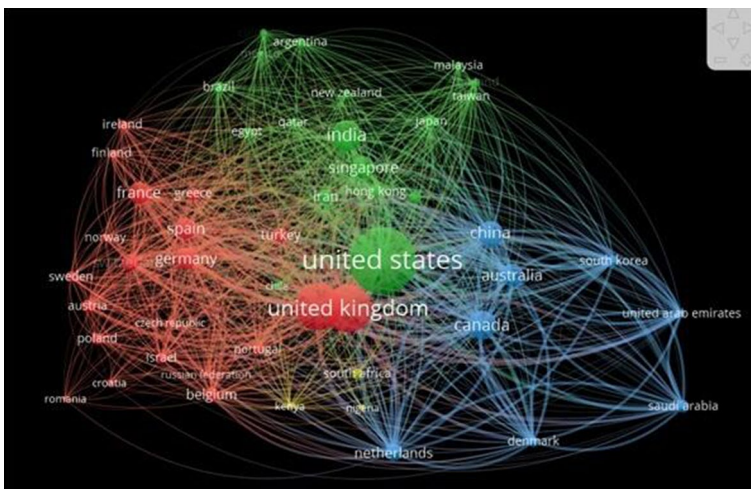 argentina
malaysia
brazil
new zealand
taiwan
ireland
egypt
qatar
india
japan
finland
singapore
france
greece
iran
hong kong
spain
turkey
china
norway
germany
united states
south korea
sweden
australia
chile
austria
united kingdom
united arab emirates
czech republic
canada
poland
israel
portugal
south africa
russian federation
croatia
belgium
romania
kenya
nigeria
saudi arabia
netherlands
denmark